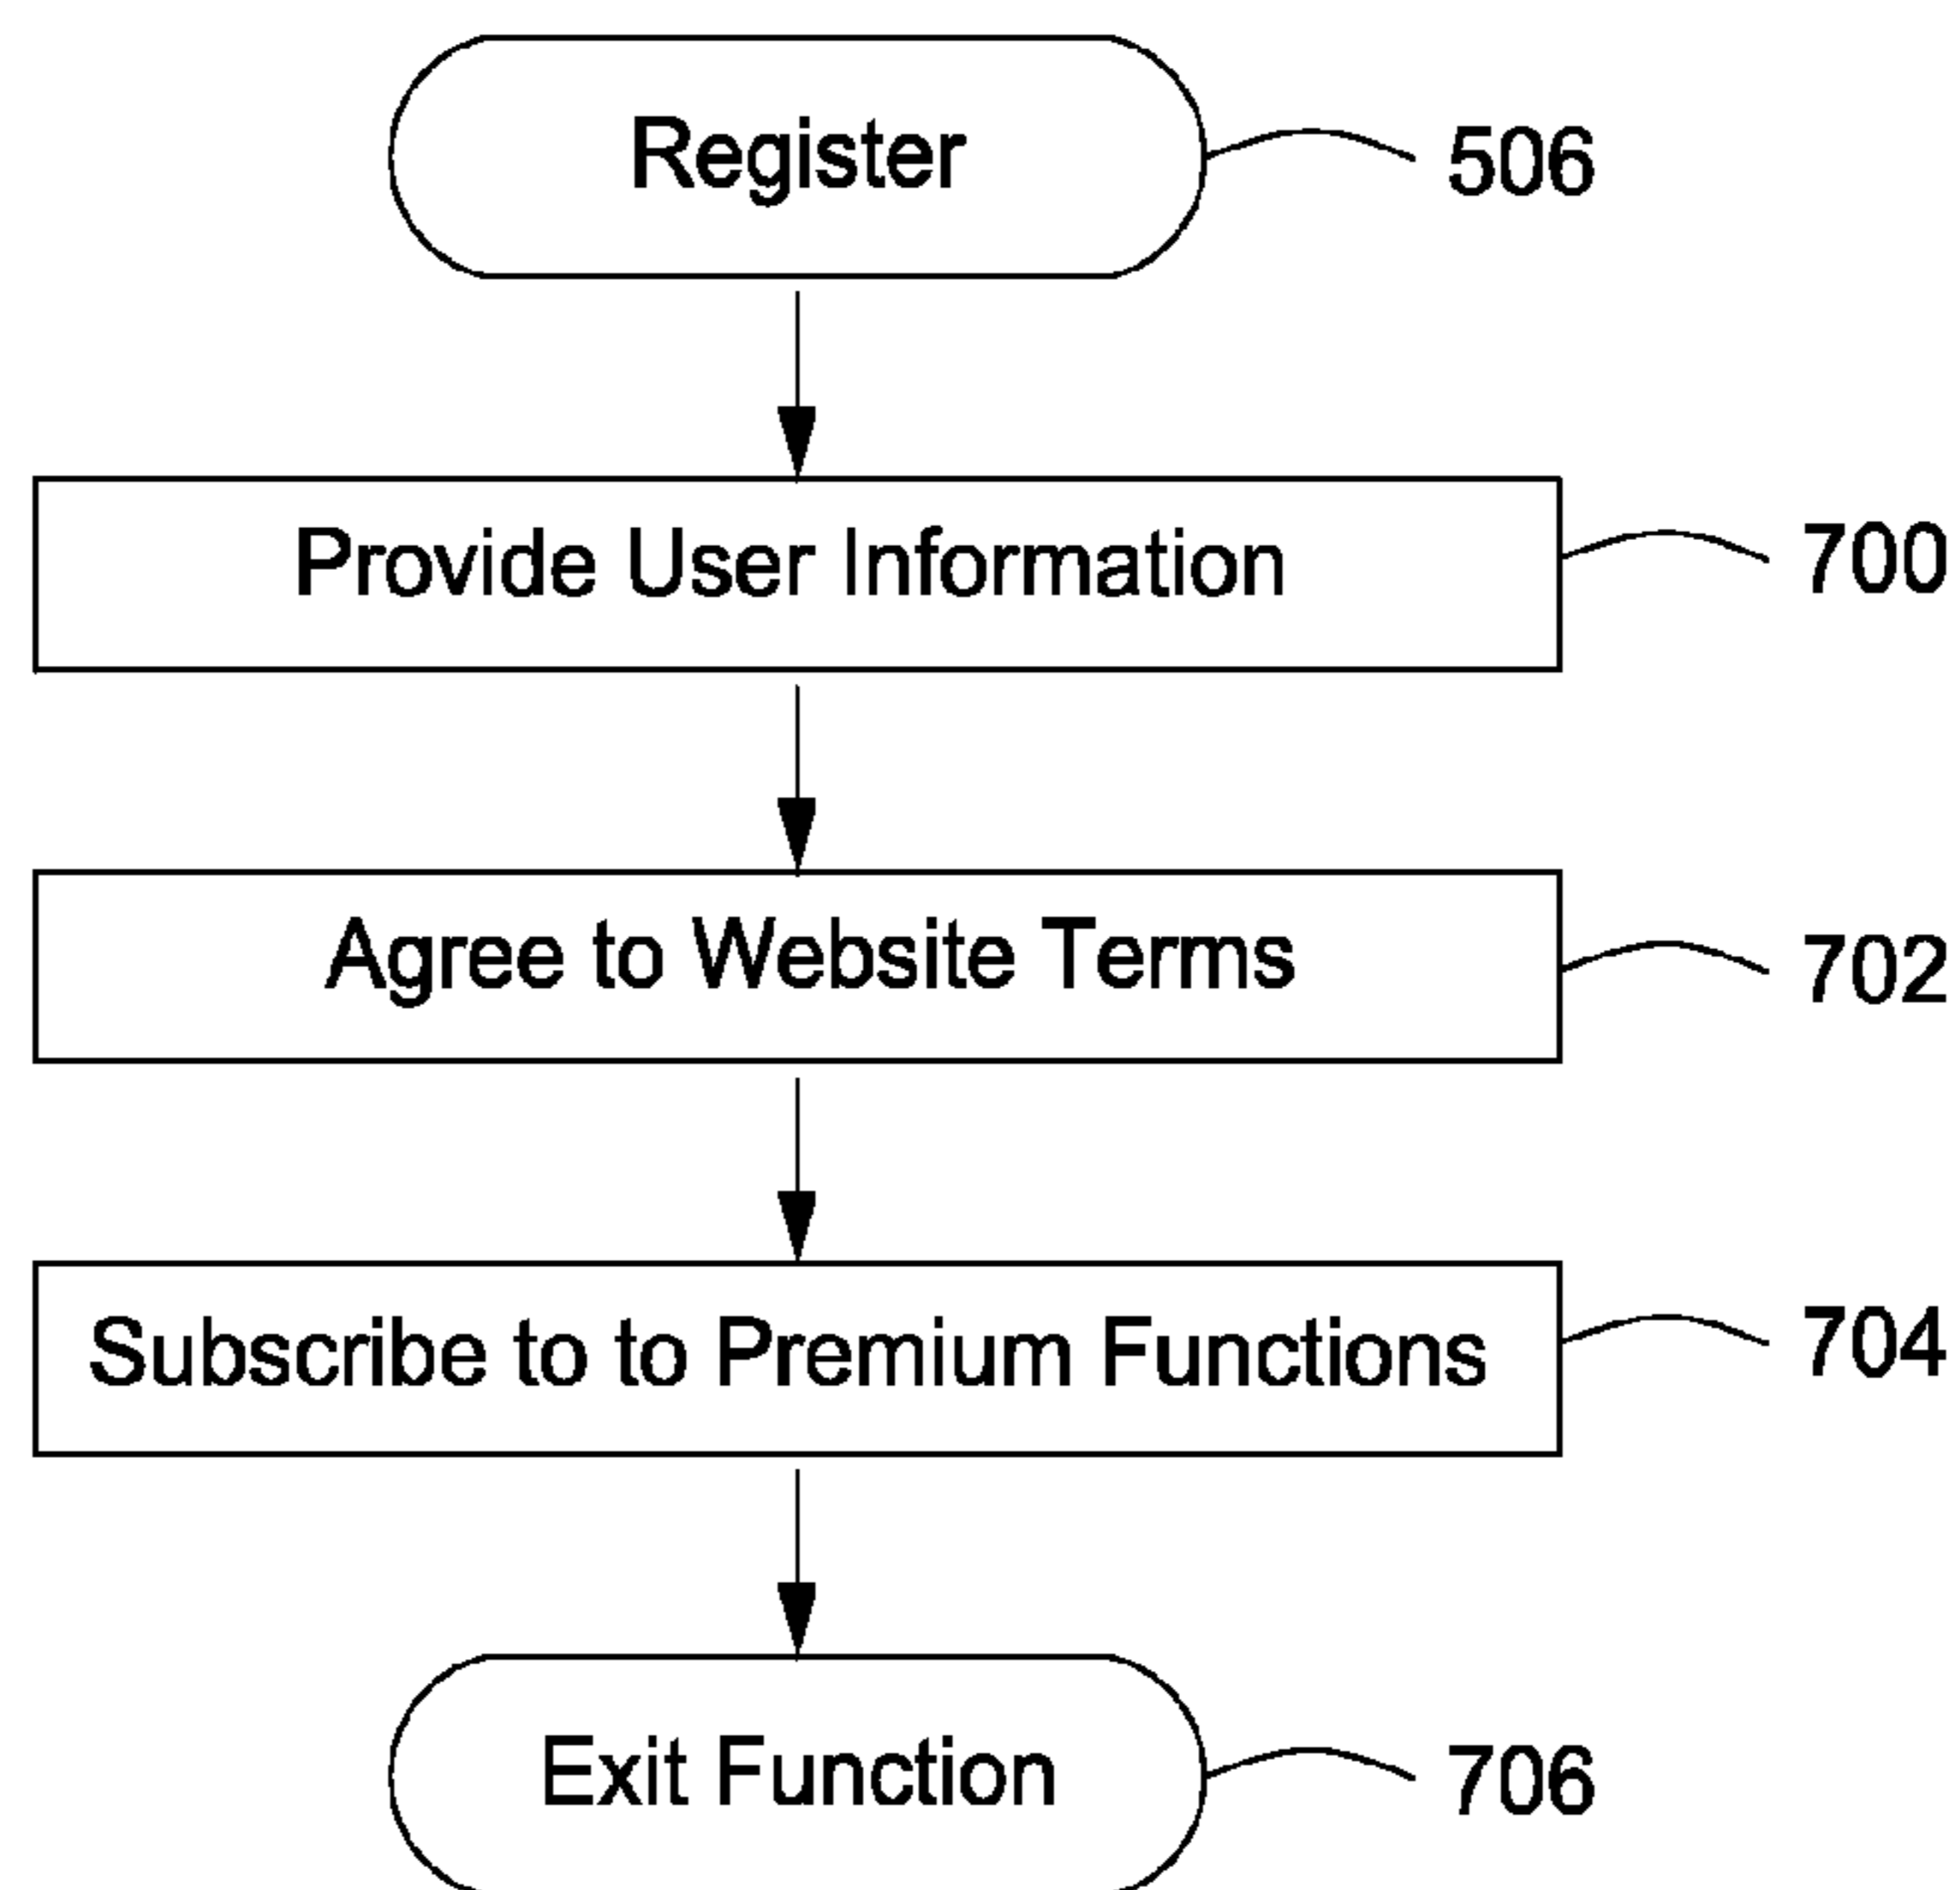 Register
506
Provide User Information
700
Agree to Website Terms
702
Subscribe to to Premium Functions
704
Exit Function
706